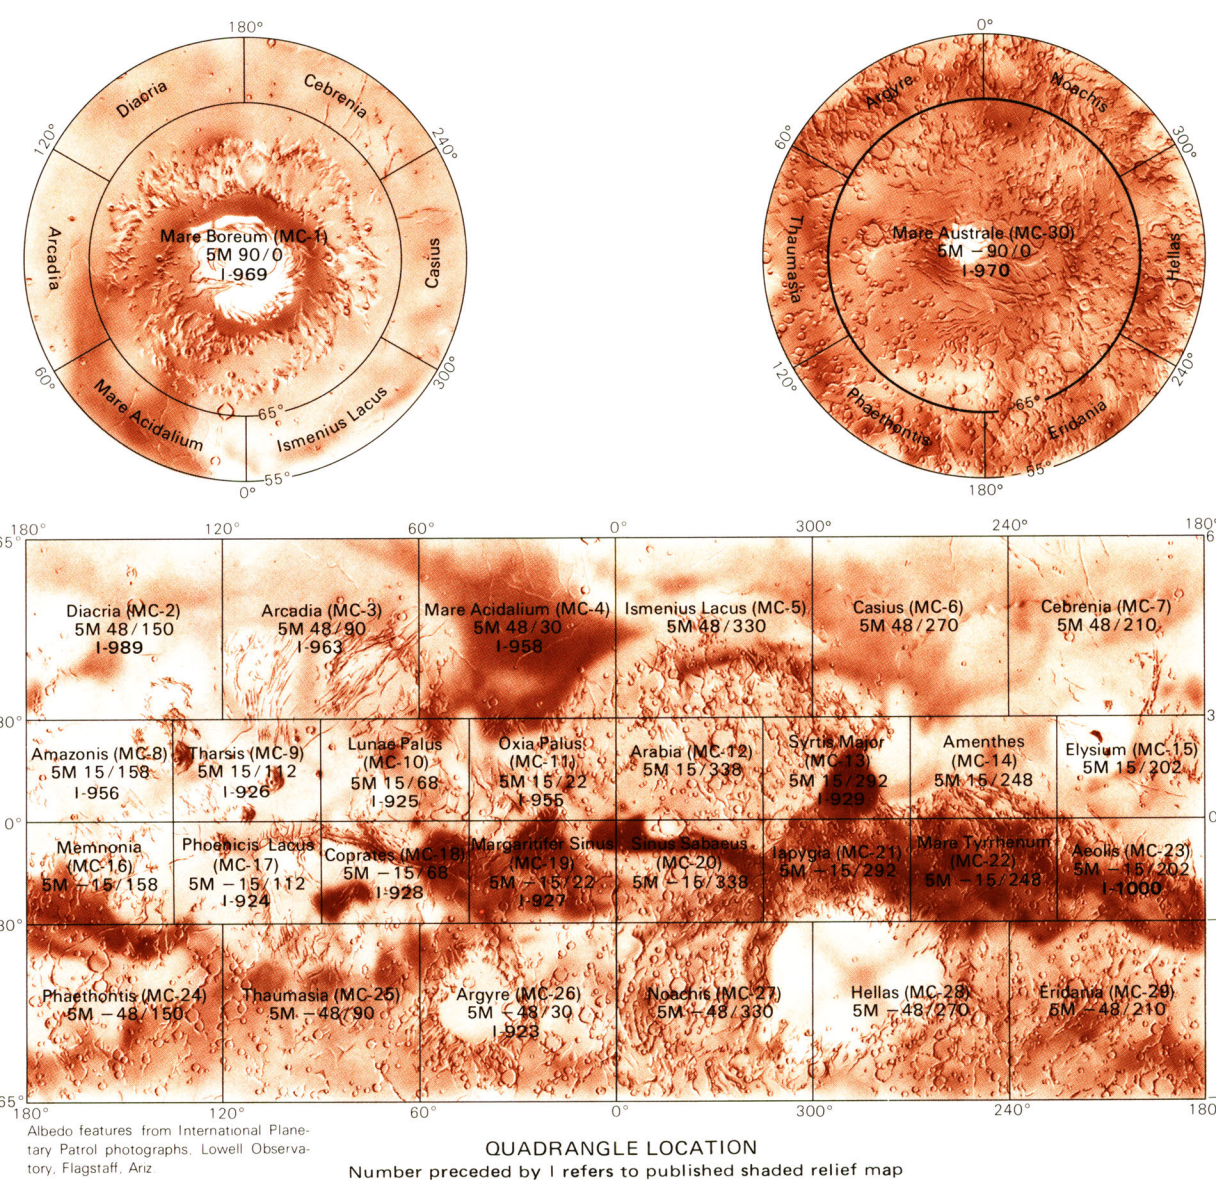 180°
Diacria
Cebrenia
120°
240°
Arcadia
Casius
Mare Boreum (MC-1)
5M 90/0
I-969
60°
300°
Mare Acidalium
Ismenius Lacus
65°
55°
0°
0°
Argyre
Noachis
60°
300°
Thaumasia
Hellas
Mare Australe (MC-30)
5M −90/0
I-970
120°
240°
Phaethontis
Eridania
65°
55°
180°
180° 120° 60° 0° 300° 240° 180°
65°
Diacria (MC-2)
5M 48/150
I-989
Arcadia (MC-3)
5M 48/90
I-963
Mare Acidalium (MC-4)
5M 48/30
I-958
Ismenius Lacus (MC-5)
5M 48/330
Casius (MC-6)
5M 48/270
Cebrenia (MC-7)
5M 48/210
30°
Amazonis (MC-8)
5M 15/158
I-956
Tharsis (MC-9)
5M 15/112
I-926
Lunae Palus
(MC-10)
5M 15/68
I-925
Oxia Palus
(MC-11)
5M 15/22
I-955
Arabia (MC-12)
5M 15/338
Syrtis Major
(MC-13)
5M 15/292
I-929
Amenthes
(MC-14)
5M 15/248
Elysium (MC-15)
5M 15/202
0°
Memnonia
(MC-16)
5M −15/158
Phoenicis Lacus
(MC-17)
5M −15/112
I-924
Coprates (MC-18)
5M −15/68
I-928
Margaritifer Sinus
(MC-19)
5M −15/22
I-927
Sinus Sabaeus
(MC-20)
5M −15/338
Iapygia (MC-21)
5M −15/292
Mare Tyrrhenum
(MC-22)
5M −15/248
Aeolis (MC-23)
5M −15/202
I-1000
30°
Phaethontis (MC-24)
5M −48/150
Thaumasia (MC-25)
5M −48/90
Argyre (MC-26)
5M −48/30
I-923
Noachis (MC-27)
5M −48/330
Hellas (MC-28)
5M −48/270
Eridania (MC-29)
5M −48/210
65°
180° 120° 60° 0° 300° 240° 180
Albedo features from International Plane-
tary Patrol photographs, Lowell Observa-
tory, Flagstaff, Ariz.
QUADRANGLE LOCATION
Number preceded by I refers to published shaded relief map